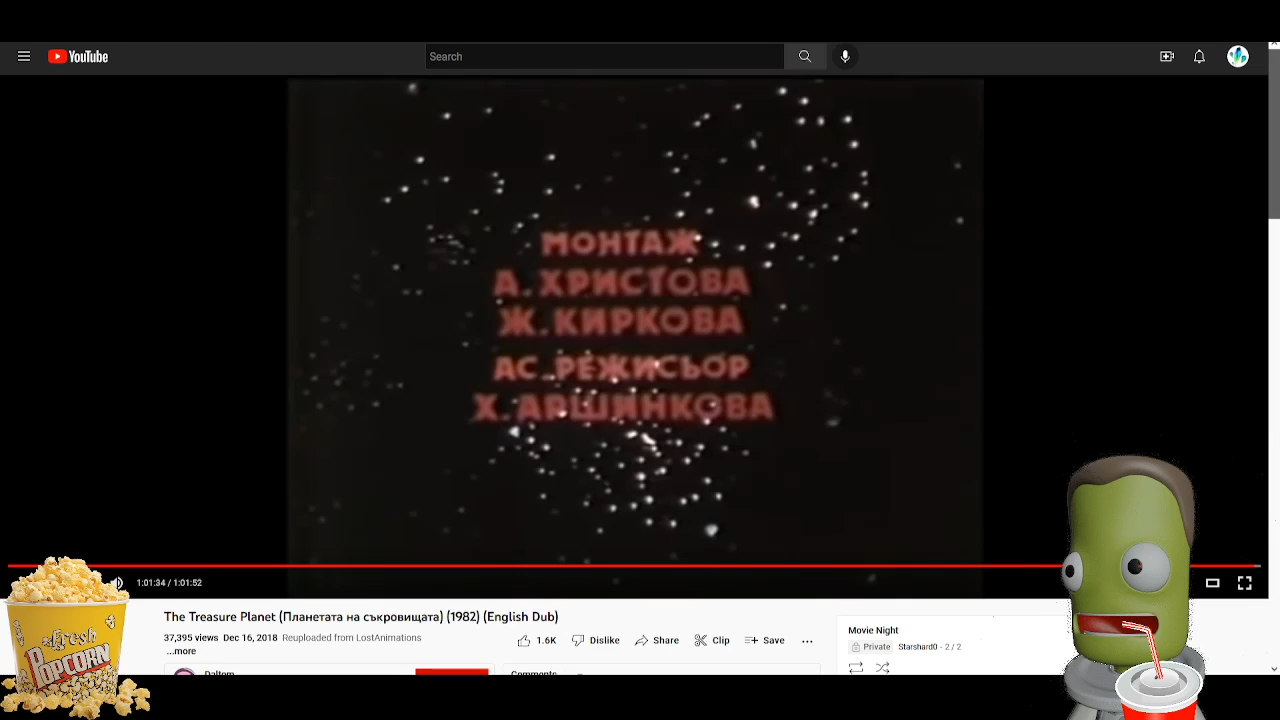 YouTube
Search
МОНТАЖ
А. ХРИСТОВА
Ж. КИРКОВА
АС. РЕЖИСЬОР
Х. АРШИНКОВА
1:01:34 / 1:01:52
The Treasure Planet (Планетата на съкровищата) (1982) (English Dub)
37,395 views Dec 16, 2018 Reuploaded from LostAnimations
...more
1.6K Dislike Share Clip Save
Movie Night
Private Starshard0 - 2 / 2
Daltom
Comments
Fresh
POPCORN